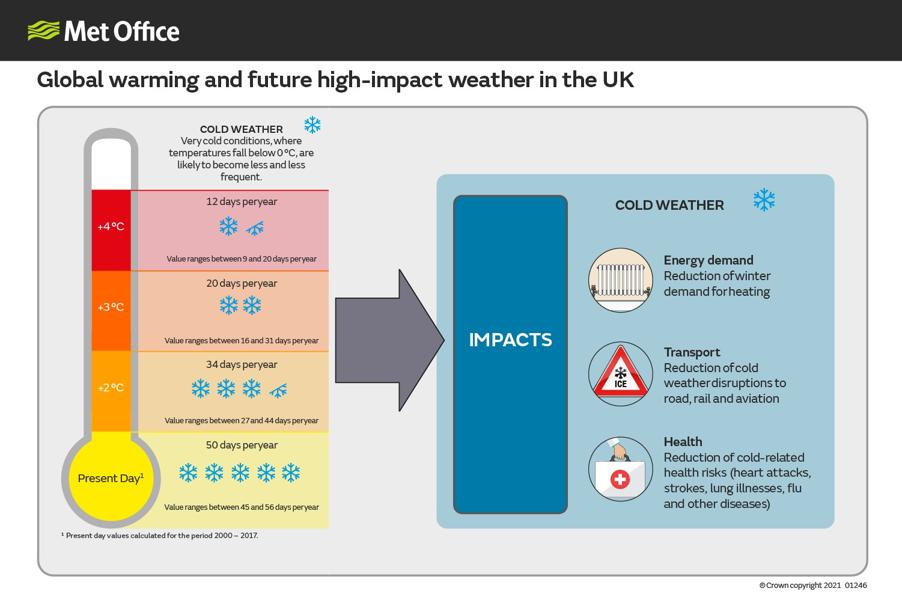 Met Office
Global warming and future high-impact weather in the UK
COLD WEATHER
Very cold conditions, where
temperatures fall below 0 °C, are
likely to become less and less
frequent.
+4 °C
12 days per year
Value ranges between 9 and 20 days per year
+3 °C
20 days per year
Value ranges between 16 and 31 days per year
+2 °C
34 days per year
Value ranges between 27 and 44 days per year
Present Day¹
50 days per year
Value ranges between 45 and 56 days per year
¹ Present day values calculated for the period 2000 – 2017.
IMPACTS
COLD WEATHER
Energy demand
Reduction of winter
demand for heating
ICE
Transport
Reduction of cold
weather disruptions to
road, rail and aviation
Health
Reduction of cold-related
health risks (heart attacks,
strokes, lung illnesses, flu
and other diseases)
© Crown copyright 2021 01246